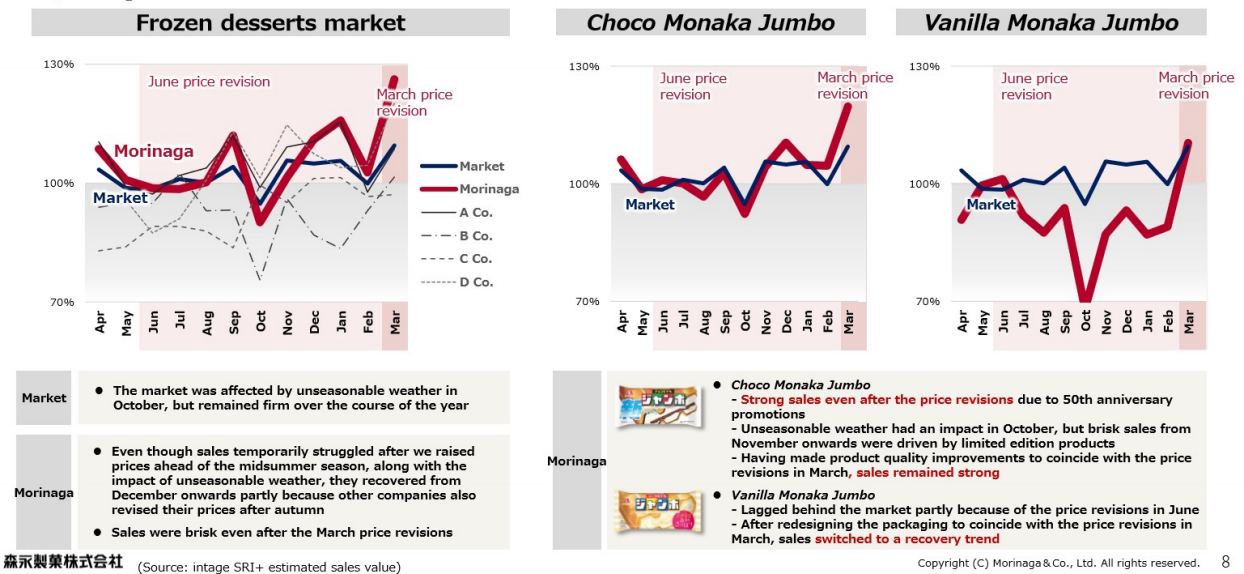 Frozen desserts market
130%
100%
70%
June price revision
March price
revision
Morinaga
Market
Apr
May
Jun
Jul
Aug
Sep
Oct
Nov
Dec
Jan
Feb
Mar
Market
Morinaga
A Co.
B Co.
C Co.
D Co.
Choco Monaka Jumbo
130%
100%
70%
June price
revision
March price
revision
Market
Apr
May
Jun
Jul
Aug
Sep
Oct
Nov
Dec
Jan
Feb
Mar
Vanilla Monaka Jumbo
130%
100%
70%
June price
revision
March price
revision
Market
Apr
May
Jun
Jul
Aug
Sep
Oct
Nov
Dec
Jan
Feb
Mar
Market
● The market was affected by unseasonable weather in
October, but remained firm over the course of the year
Morinaga
● Even though sales temporarily struggled after we raised
prices ahead of the midsummer season, along with the
impact of unseasonable weather, they recovered from
December onwards partly because other companies also
revised their prices after autumn
● Sales were brisk even after the March price revisions
Morinaga
ジャンボ
● Choco Monaka Jumbo
- Strong sales even after the price revisions due to 50th anniversary
promotions
- Unseasonable weather had an impact in October, but brisk sales from
November onwards were driven by limited edition products
- Having made product quality improvements to coincide with the price
revisions in March, sales remained strong
ジャンボ
● Vanilla Monaka Jumbo
- Lagged behind the market partly because of the price revisions in June
- After redesigning the packaging to coincide with the price revisions in
March, sales switched to a recovery trend
森永製菓株式会社
(Source: intage SRI+ estimated sales value)
Copyright (C) Morinaga & Co., Ltd. All rights reserved.
8